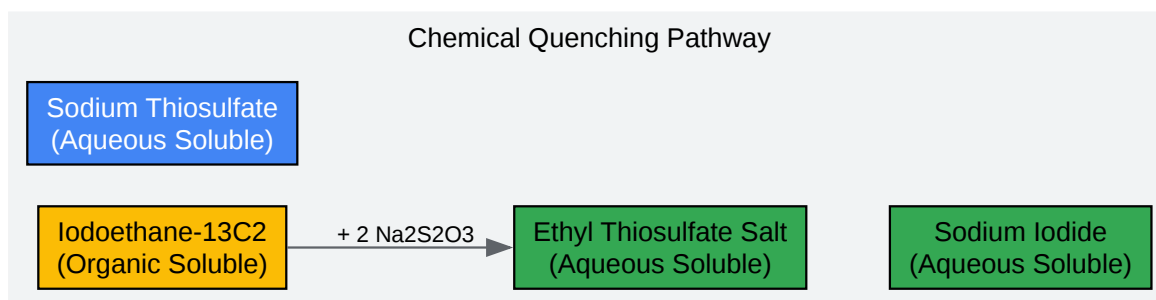 Chemical Quenching Pathway
Sodium Thiosulfate
(Aqueous Soluble)
Iodoethane-13C2
(Organic Soluble)
+ 2 Na2S2O3
Ethyl Thiosulfate Salt
(Aqueous Soluble)
Sodium Iodide
(Aqueous Soluble)